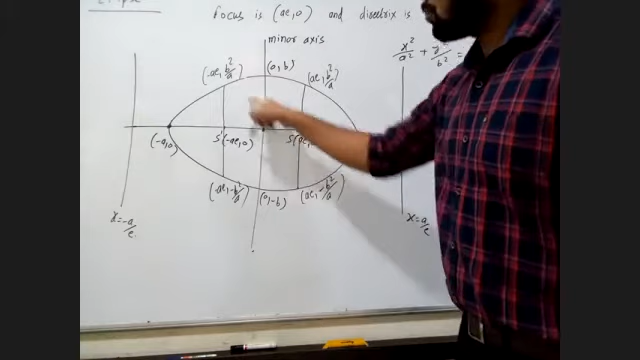 Ellipse
Focus is (ae,0) and directrix is
minor axis
x²/a² + y²/b² =
(-ae, b²/a) (0,b) (ae, b²/a)
(-a,0) S'(-ae,0) S(ae,
(-ae, -b²/a) (0,-b) (ae, -b²/a)
x = -a/e x = a/e